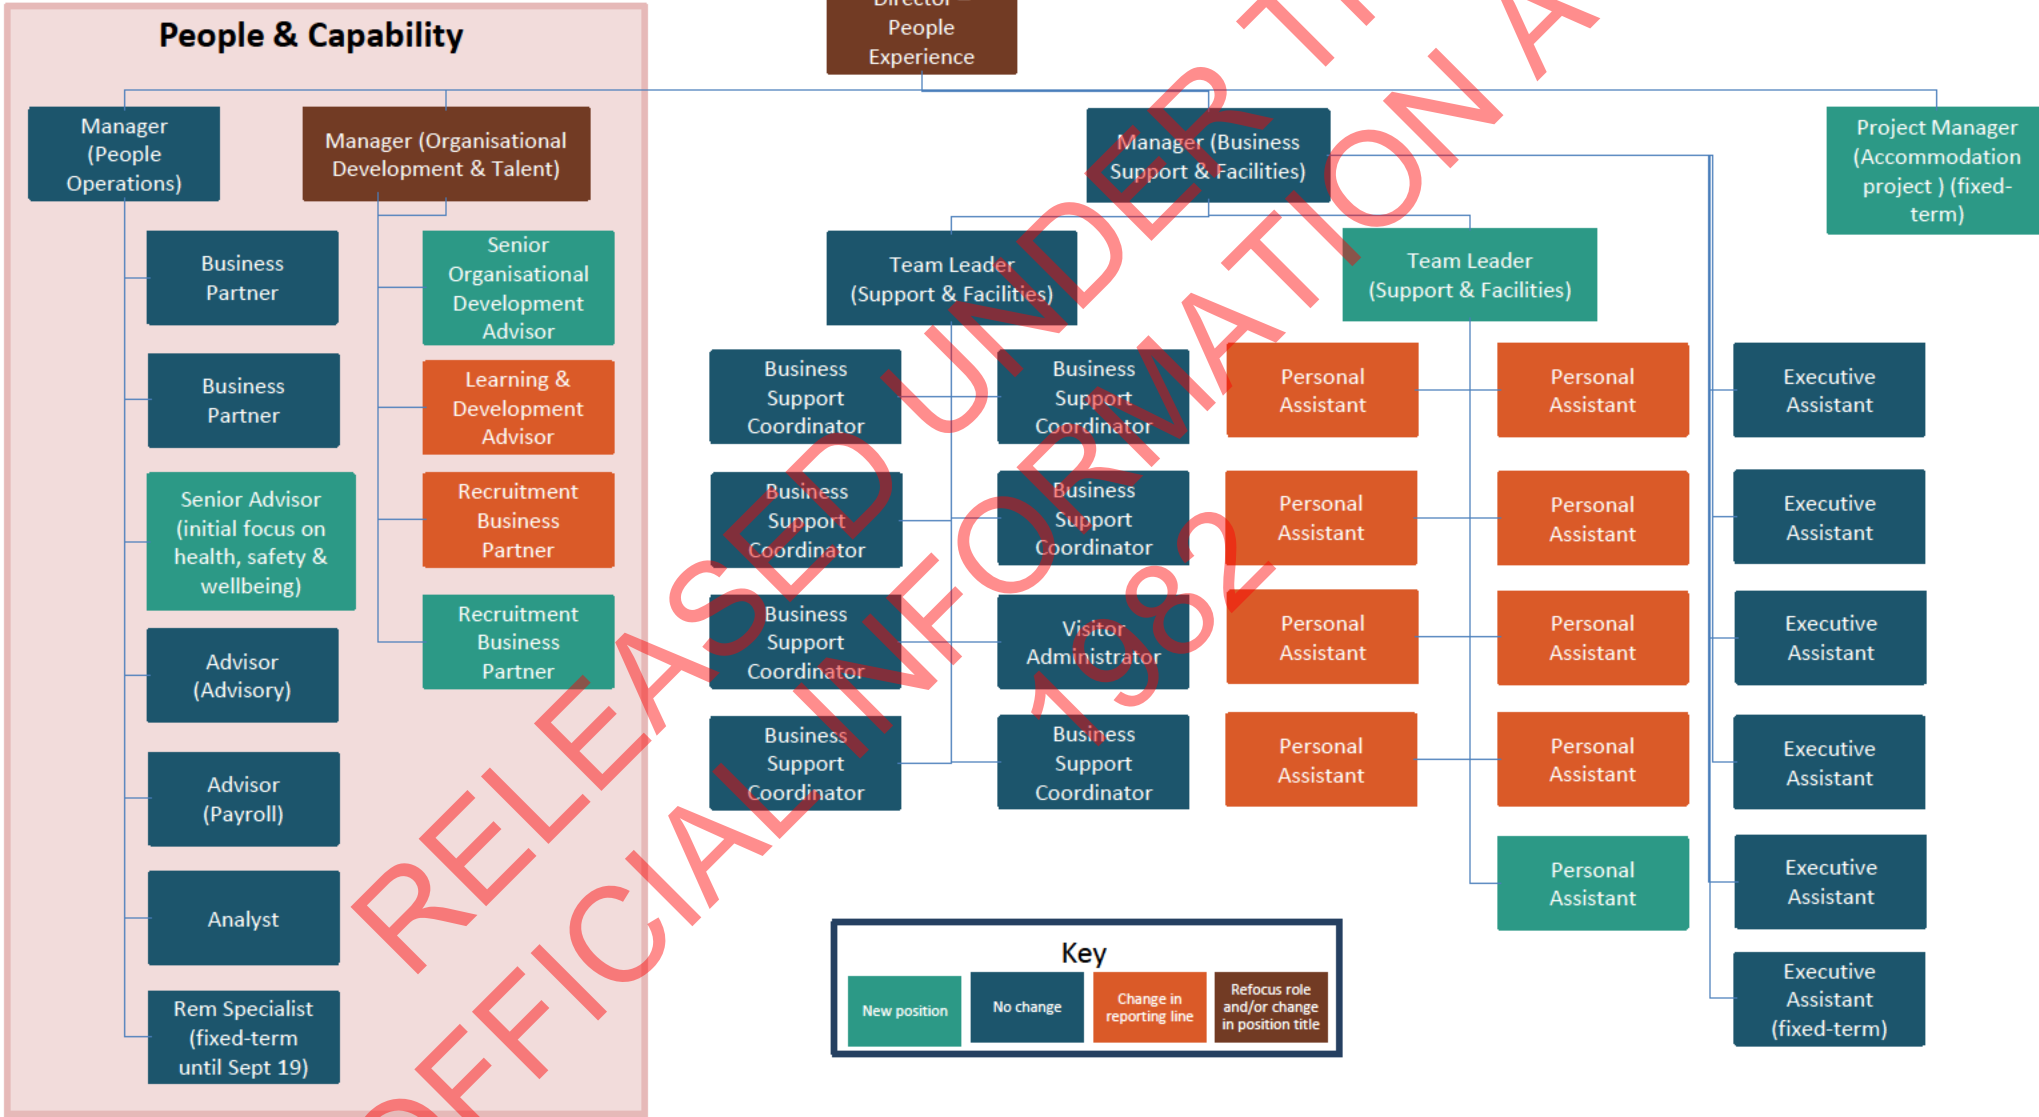 People & Capability
Director –
People
Experience
Manager
(People
Operations)
Manager (Organisational
Development & Talent)
Manager (Business
Support & Facilities)
Project Manager
(Accommodation
project ) (fixed-
term)
Business
Partner
Business
Partner
Senior Advisor
(initial focus on
health, safety &
wellbeing)
Advisor
(Advisory)
Advisor
(Payroll)
Analyst
Rem Specialist
(fixed-term
until Sept 19)
Senior
Organisational
Development
Advisor
Learning &
Development
Advisor
Recruitment
Business
Partner
Recruitment
Business
Partner
Team Leader
(Support & Facilities)
Team Leader
(Support & Facilities)
Business
Support
Coordinator
Business
Support
Coordinator
Business
Support
Coordinator
Business
Support
Coordinator
Business
Support
Coordinator
Visitor
Administrator
Business
Support
Coordinator
Business
Support
Coordinator
Personal
Assistant
Personal
Assistant
Personal
Assistant
Personal
Assistant
Personal
Assistant
Personal
Assistant
Personal
Assistant
Personal
Assistant
Personal
Assistant
Executive
Assistant
Executive
Assistant
Executive
Assistant
Executive
Assistant
Executive
Assistant
Executive
Assistant
(fixed-term)
Key
New position
No change
Change in
reporting line
Refocus role
and/or change
in position title
RELEASED UNDER
OFFICIAL INFORMATION A
1982